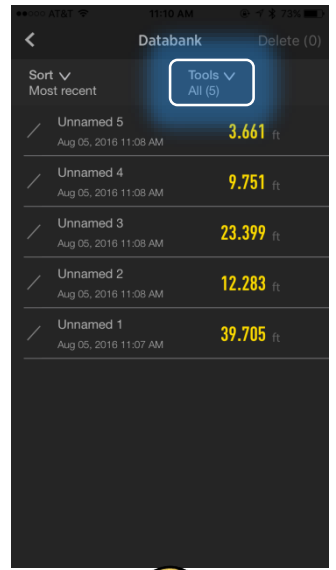 AT&T 11:10 AM 73%
Databank Delete (0)
Sort Tools
Most recent All (5)
Unnamed 5 3.661 ft
Aug 05, 2016 11:08 AM
Unnamed 4 9.751 ft
Aug 05, 2016 11:08 AM
Unnamed 3 23.399 ft
Aug 05, 2016 11:08 AM
Unnamed 2 12.283 ft
Aug 05, 2016 11:08 AM
Unnamed 1 39.705 ft
Aug 05, 2016 11:07 AM